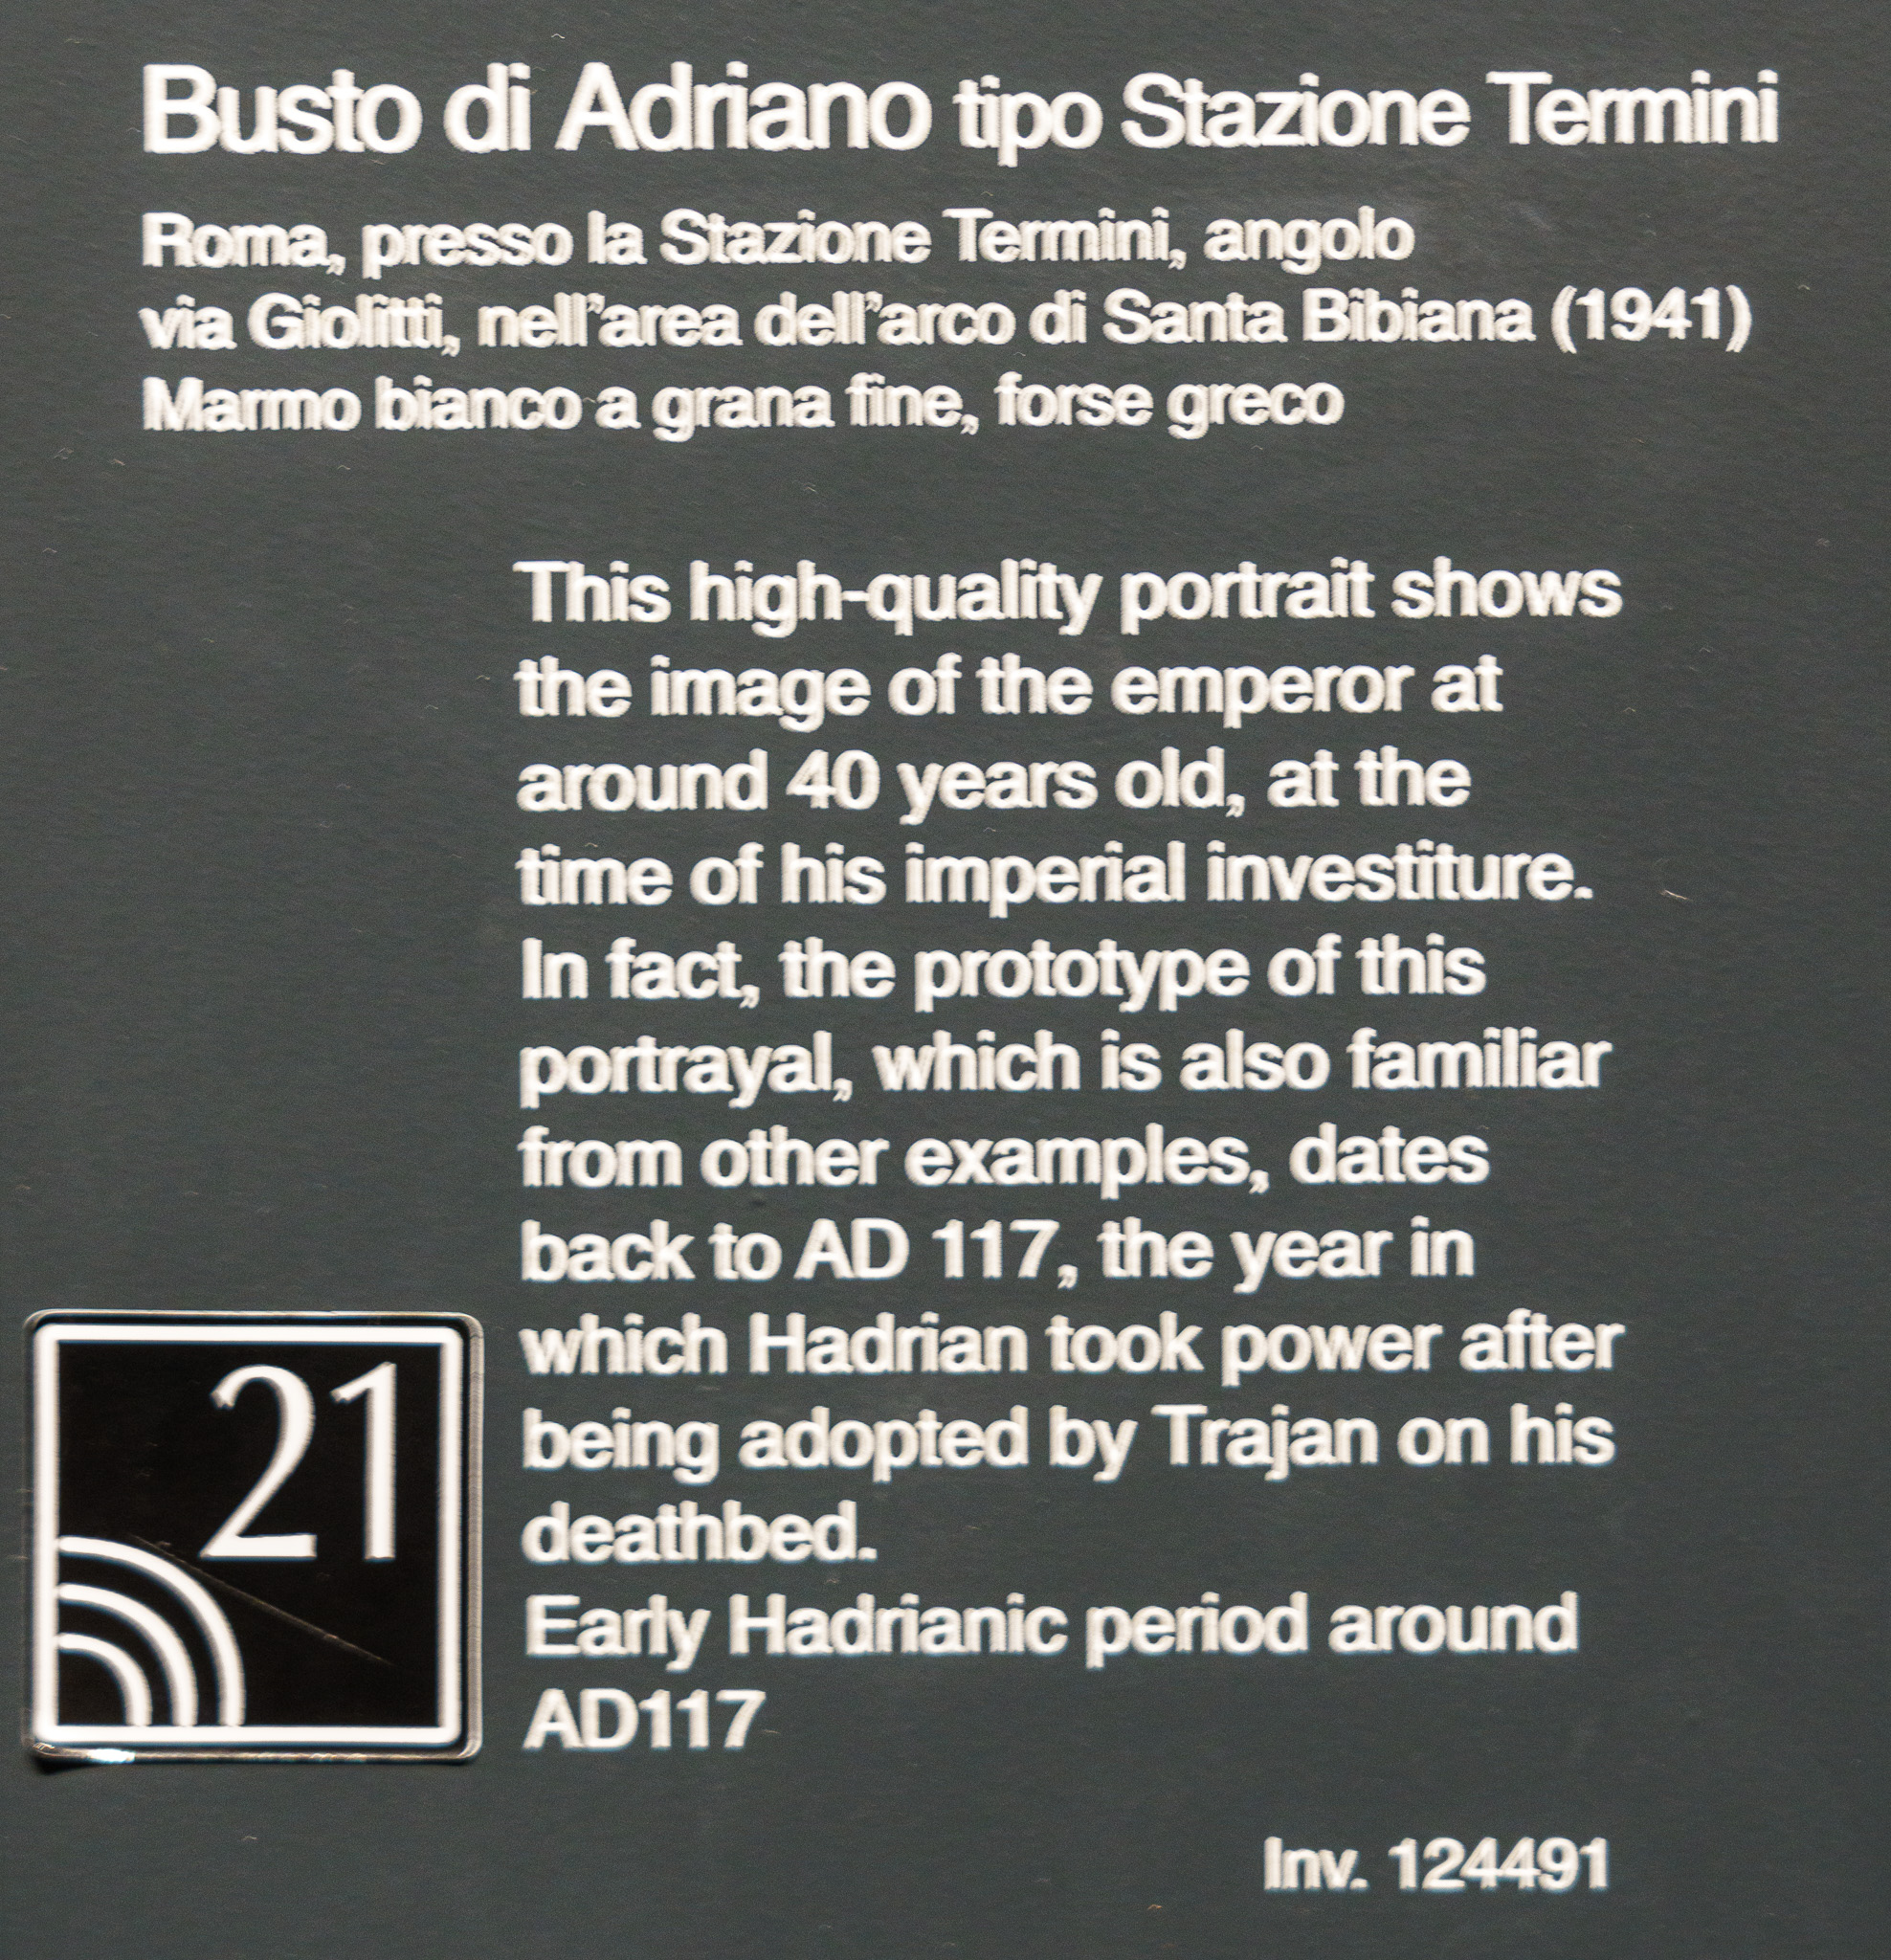 Busto di Adriano tipo Stazione Termini
Roma, presso la Stazione Termini, angolo
via Giolitti, nell'area dell'arco di Santa Bibiana (1941)
Marmo bianco a grana fine, forse greco
This high-quality portrait shows
the image of the emperor at
around 40 years old, at the
time of his imperial investiture.
In fact, the prototype of this
portrayal, which is also familiar
from other examples, dates
back to AD 117, the year in
which Hadrian took power after
being adopted by Trajan on his
deathbed.
Early Hadrianic period around
AD117
21
Inv. 124491